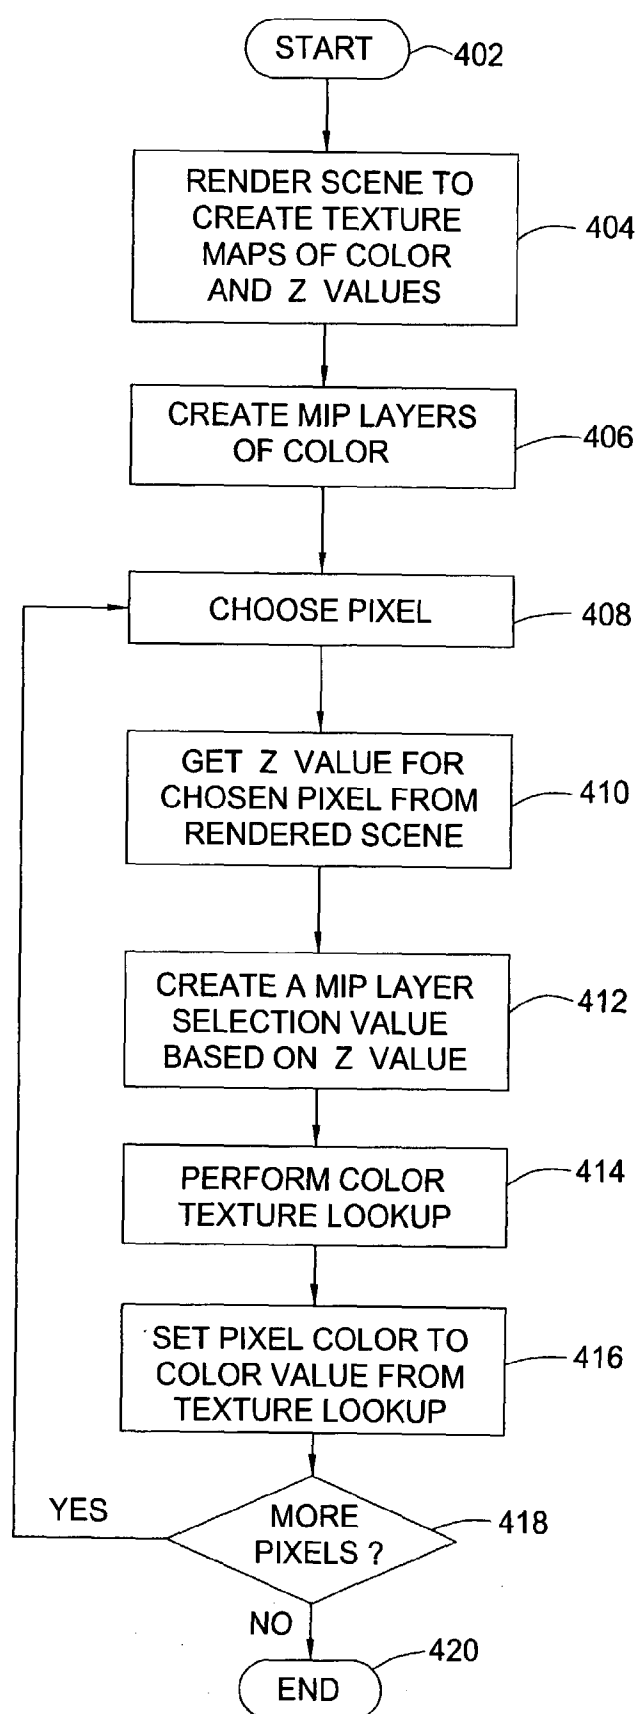 START
402
RENDER SCENE TO
CREATE TEXTURE
MAPS OF COLOR
AND Z VALUES
404
CREATE MIP LAYERS
OF COLOR
406
CHOOSE PIXEL
408
GET Z VALUE FOR
CHOSEN PIXEL FROM
RENDERED SCENE
410
CREATE A MIP LAYER
SELECTION VALUE
BASED ON Z VALUE
412
PERFORM COLOR
TEXTURE LOOKUP
414
SET PIXEL COLOR TO
COLOR VALUE FROM
TEXTURE LOOKUP
416
YES
MORE
PIXELS ?
418
NO
END
420